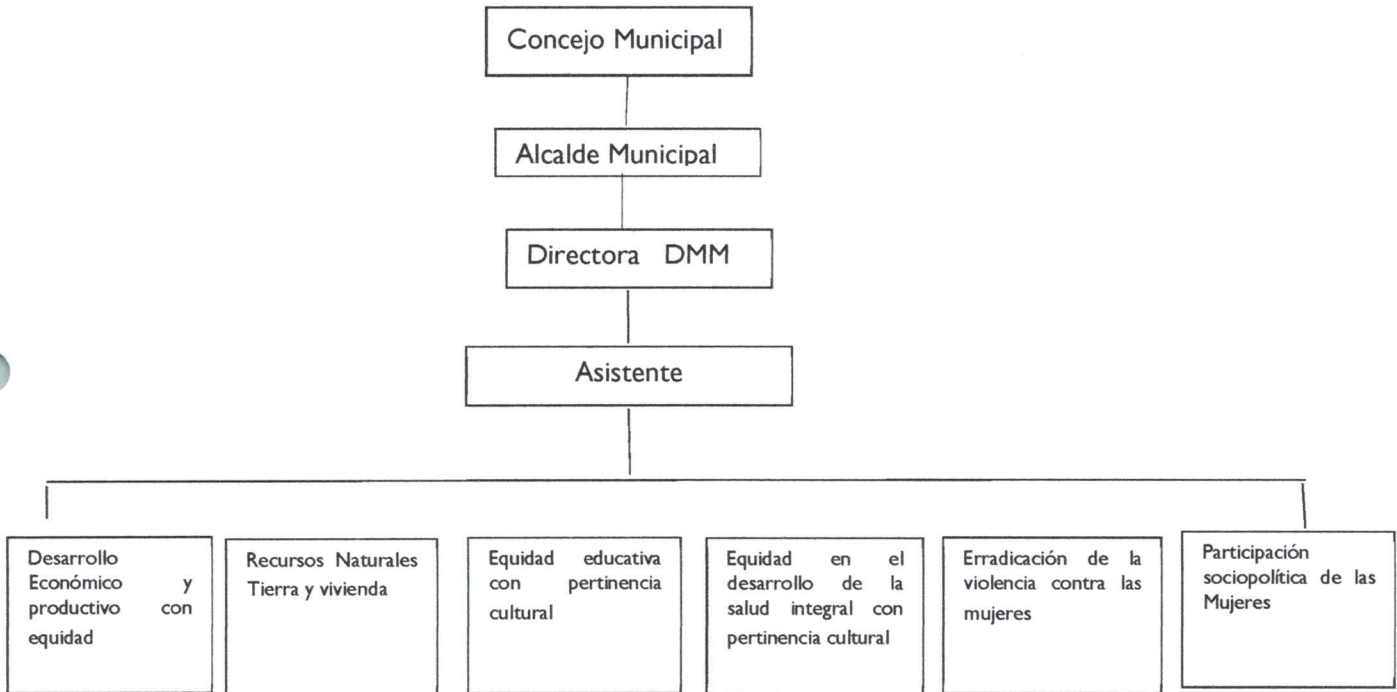 Concejo Municipal
Alcalde Municipal
Directora DMM
Asistente
Desarrollo
Económico y
productivo con
equidad
Recursos Naturales
Tierra y vivienda
Equidad educativa
con pertinencia
cultural
Equidad en el
desarrollo de la
salud integral con
pertinencia cultural
Erradicación de la
violencia contra las
mujeres
Participación
sociopolítica de las
Mujeres